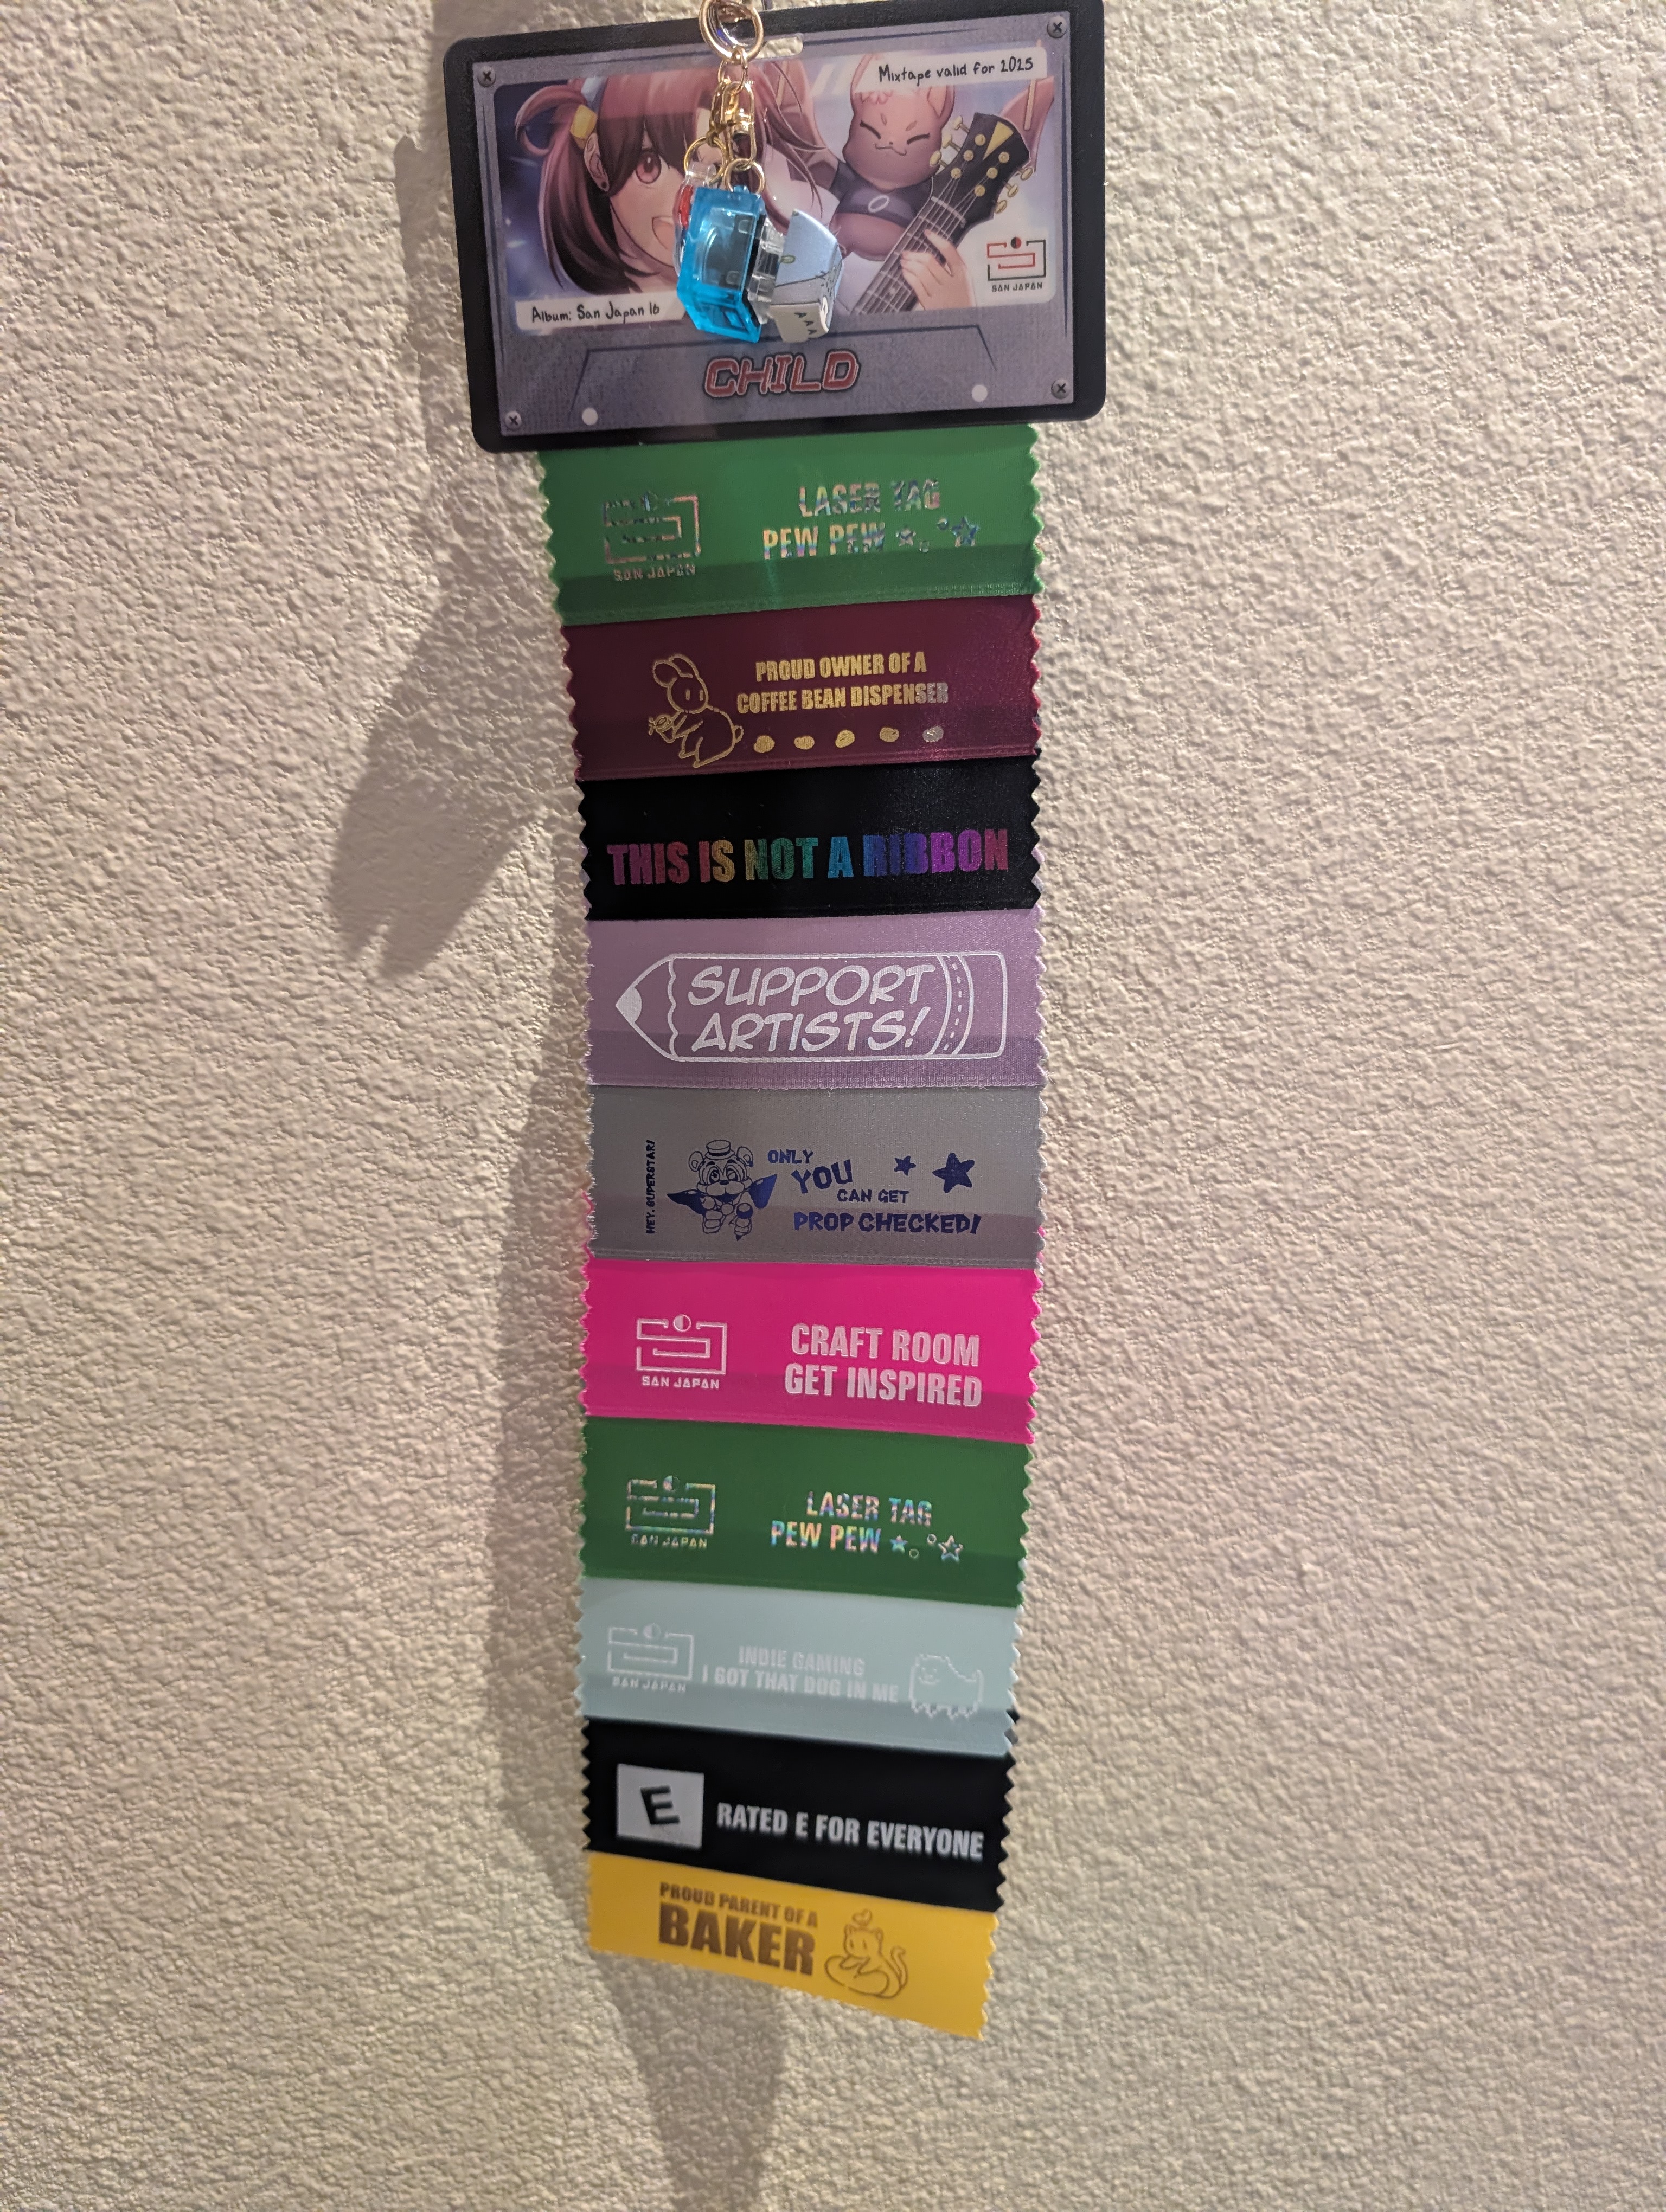 Mixtape valid for 2025
SAN JAPAN
Album: San Japan 16
CHILD
SAN JAPAN
LASER TAG
PEW PEW
PROUD OWNER OF A
COFFEE BEAN DISPENSER
THIS IS NOT A RIBBON
SUPPORT
ARTISTS!
HEY, SUPERSTAR!
ONLY
YOU
CAN GET
PROP CHECKED!
SAN JAPAN
CRAFT ROOM
GET INSPIRED
SAN JAPAN
LASER TAG
PEW PEW
SAN JAPAN
INDIE GAMING
I GOT THAT DOG IN ME
E
RATED E FOR EVERYONE
PROUD PARENT OF A
BAKER